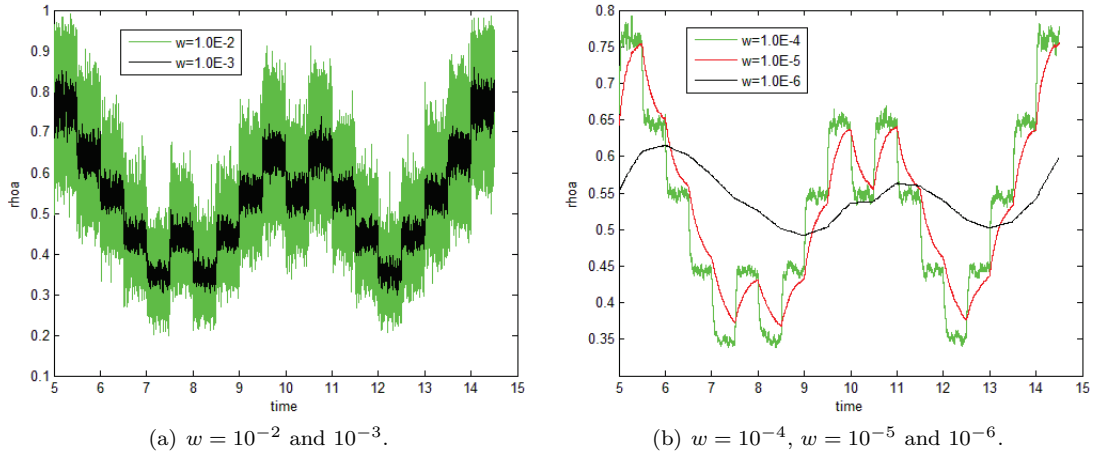 1
0.9
0.8
0.7
0.6
0.5
0.4
0.3
0.2
0.1
rhoa
w=1.0E-2
w=1.0E-3
5 6 7 8 9 10 11 12 13 14 15
time
(a) w = 10⁻² and 10⁻³.
0.8
0.75
0.7
0.65
0.6
0.55
0.5
0.45
0.4
0.35
rhoa
w=1.0E-4
w=1.0E-5
w=1.0E-6
5 6 7 8 9 10 11 12 13 14 15
time
(b) w = 10⁻⁴, w = 10⁻⁵ and 10⁻⁶.